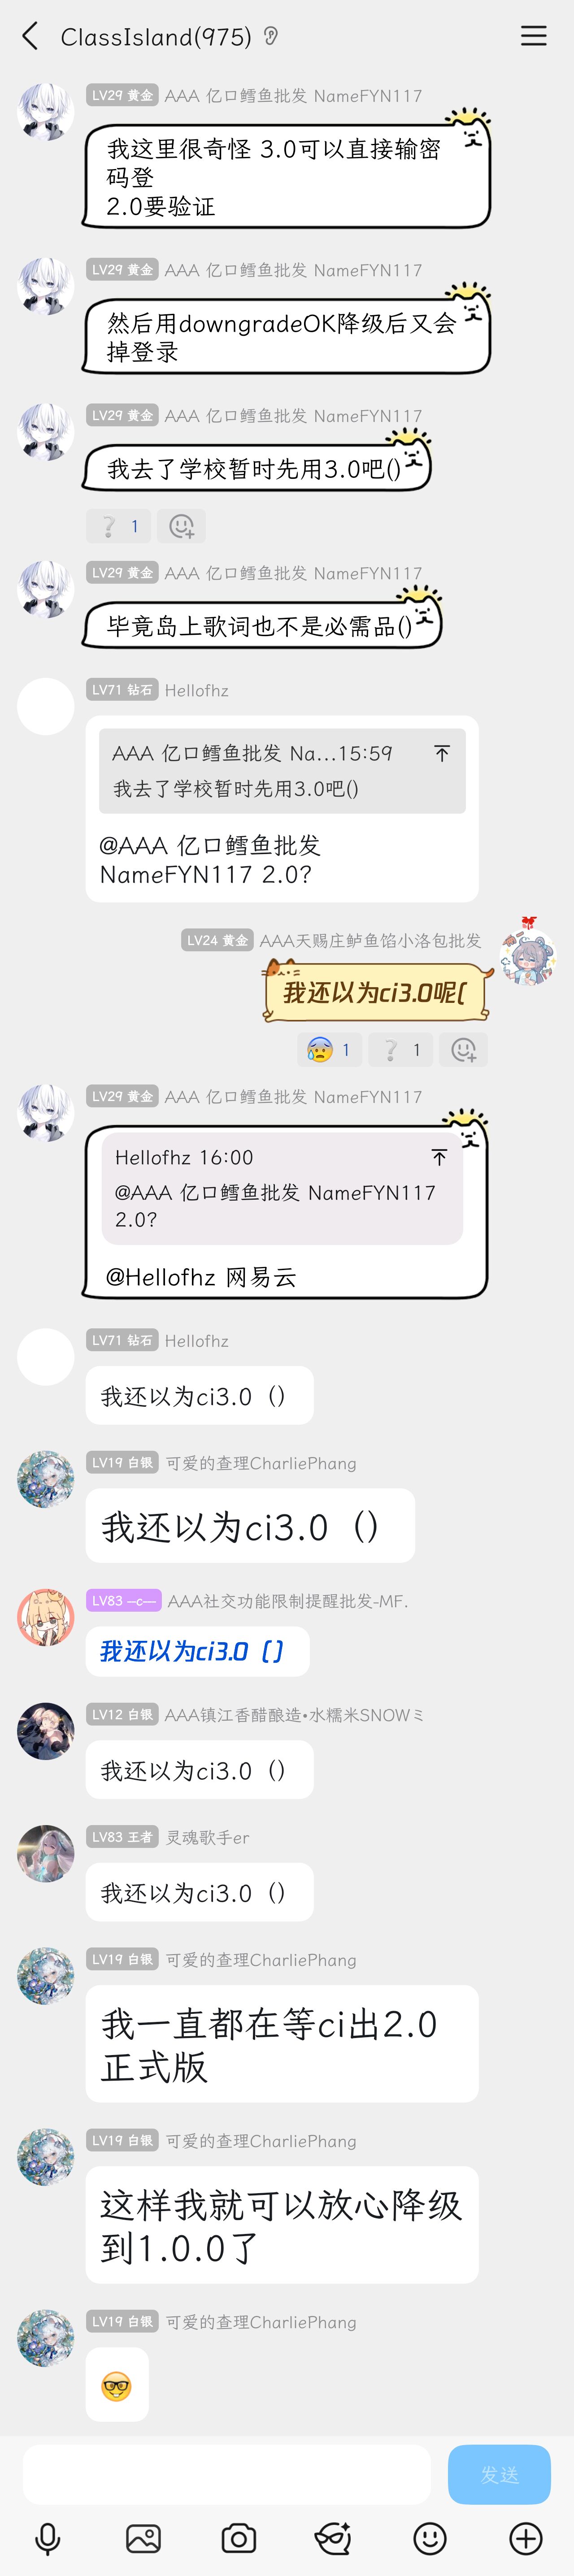 ClassIsland(975)
LV29 黄金 AAA 亿口鳕鱼批发 NameFYN117
我这里很奇怪 3.0可以直接输密
码登
2.0要验证
LV29 黄金 AAA 亿口鳕鱼批发 NameFYN117
然后用downgradeOK降级后又会
掉登录
LV29 黄金 AAA 亿口鳕鱼批发 NameFYN117
我去了学校暂时先用3.0吧()
❔ 1
LV29 黄金 AAA 亿口鳕鱼批发 NameFYN117
毕竟岛上歌词也不是必需品()
LV71 钻石 Hellofhz
AAA 亿口鳕鱼批发 Na...15:59
我去了学校暂时先用3.0吧()
@AAA 亿口鳕鱼批发
NameFYN117 2.0?
LV24 黄金 AAA天赐庄鲈鱼馅小洛包批发
我还以为ci3.0呢(
😰 1 ❔ 1
LV29 黄金 AAA 亿口鳕鱼批发 NameFYN117
Hellofhz 16:00
@AAA 亿口鳕鱼批发 NameFYN117
2.0?
@Hellofhz 网易云
LV71 钻石 Hellofhz
我还以为ci3.0（）
LV19 白银 可爱的查理CharliePhang
我还以为ci3.0（）
LV83 —c— AAA社交功能限制提醒批发-MF.
我还以为ci3.0（）
LV12 白银 AAA镇江香醋酿造•水糯米SNOWミ
我还以为ci3.0（）
LV83 王者 灵魂歌手er
我还以为ci3.0（）
LV19 白银 可爱的查理CharliePhang
我一直都在等ci出2.0
正式版
LV19 白银 可爱的查理CharliePhang
这样我就可以放心降级
到1.0.0了
LV19 白银 可爱的查理CharliePhang
🤓
发送